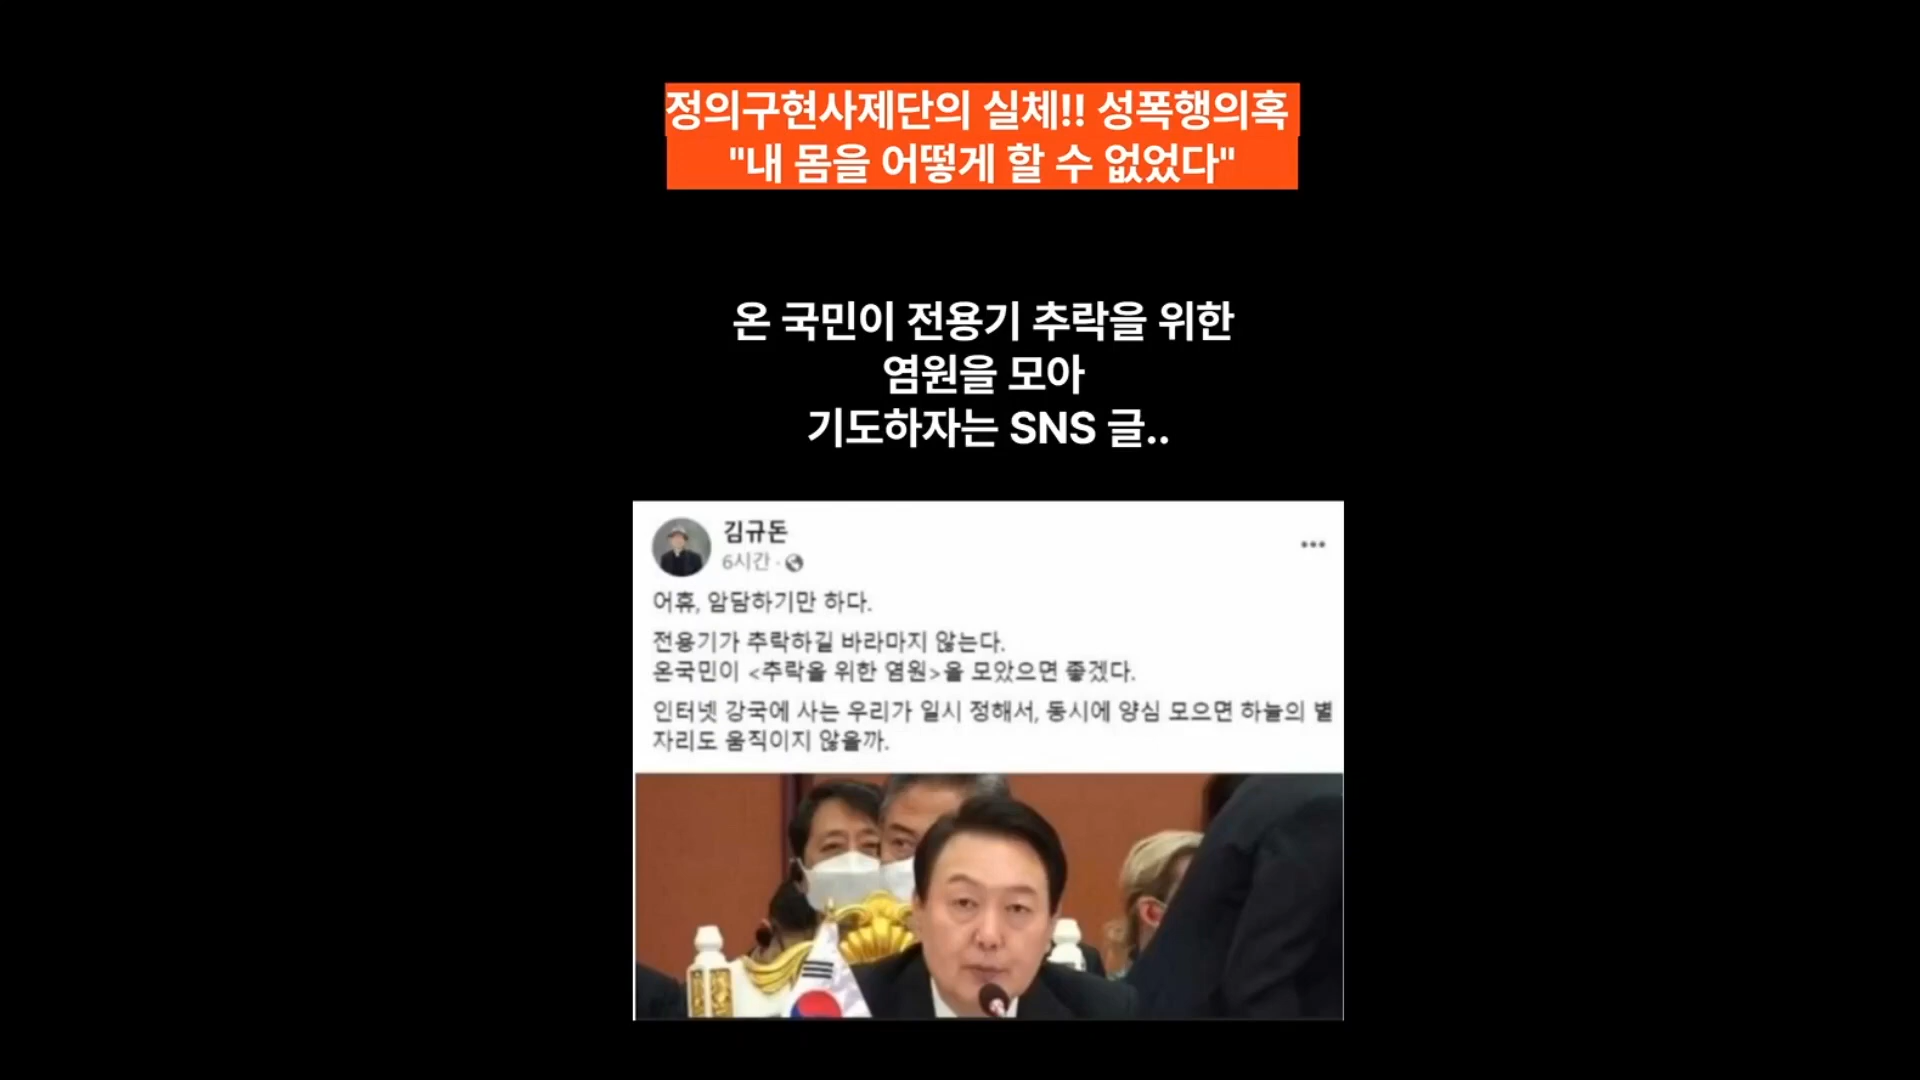 정의구현사제단의 실체!! 성폭행의혹
"내 몸을 어떻게 할 수 없었다"
온 국민이 전용기 추락을 위한
염원을 모아
기도하자는 SNS 글..
김규돈
6시간 ·
어휴, 암담하기만 하다.
전용기가 추락하길 바라마지 않는다.
온국민이 <추락을 위한 염원>을 모았으면 좋겠다.
인터넷 강국에 사는 우리가 일시 정해서, 동시에 양심 모으면 하늘의 별
자리도 움직이지 않을까.